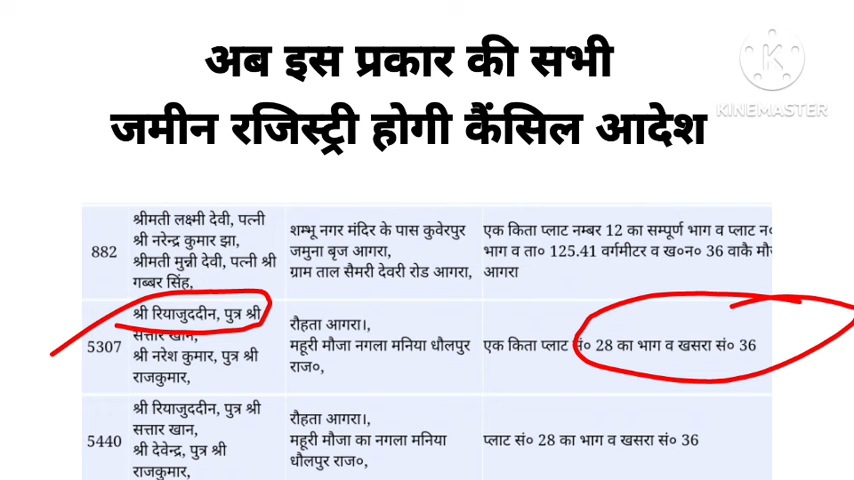 अब इस प्रकार की सभी
जमीन रजिस्ट्री होगी कैंसिल आदेश
KINEMASTER
882
श्रीमती लक्ष्मी देवी, पत्नी
श्री नरेन्द्र कुमार झा,
श्रीमती मुन्नी देवी, पत्नी श्री
गब्बर सिंह,
शम्भू नगर मंदिर के पास कुवेरपुर
जमुना बृज आगरा,
ग्राम ताल सैमरी देवरी रोड आगरा,
एक किता प्लाट नम्बर 12 का सम्पूर्ण भाग व प्लाट न०
भाग व ता० 125.41 वर्गमीटर व ख०न० 36 वाकै
आगरा
5307
श्री रियाजुददीन, पुत्र श्री
सत्तार खान,
श्री नरेश कुमार, पुत्र श्री
राजकुमार,
रौहता आगरा।,
महूरी मौजा नगला मनिया धौलपुर
राज०,
एक किता प्लाट सं० 28 का भाग व खसरा सं० 36
5440
श्री रियाजुददीन, पुत्र श्री
सत्तार खान,
श्री देवेन्द्र, पुत्र श्री
राजकुमार,
रौहता आगरा।,
महूरी मौजा का नगला मनिया
धौलपुर राज०,
प्लाट सं० 28 का भाग व खसरा सं० 36